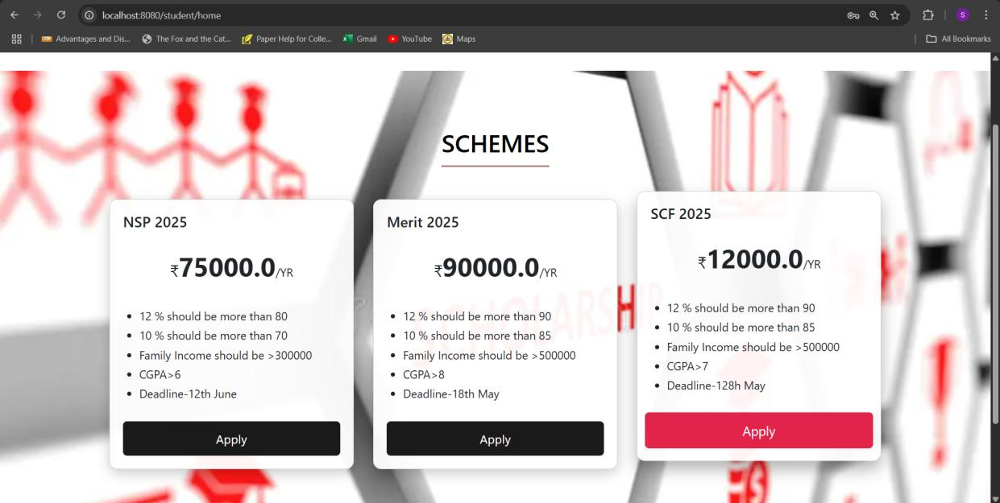 localhost:8080/student/home
S
Advantages and Dis...
The Fox and the Cat...
Paper Help for Colle...
Gmail
YouTube
Maps
All Bookmarks
SCHEMES
NSP 2025
₹75000.0/YR
12 % should be more than 80
10 % should be more than 70
Family Income should be >300000
CGPA>6
Deadline-12th June
Apply
Merit 2025
₹90000.0/YR
12 % should be more than 90
10 % should be more than 85
Family Income should be >500000
CGPA>8
Deadline-18th May
Apply
SCF 2025
₹12000.0/YR
12 % should be more than 90
10 % should be more than 85
Family Income should be >500000
CGPA>7
Deadline-128h May
Apply
SCHOLARSHIP